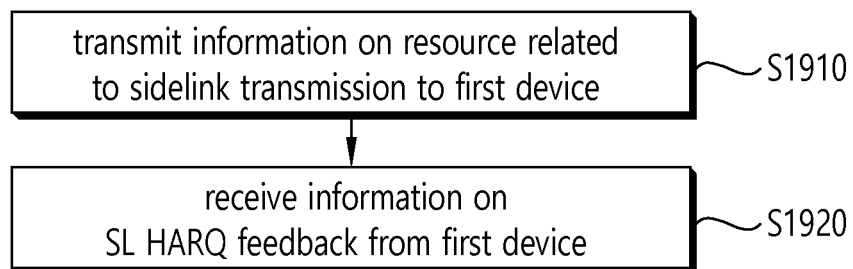 transmit information on resource related
to sidelink transmission to first device
S1910
receive information on
SL HARQ feedback from first device
S1920